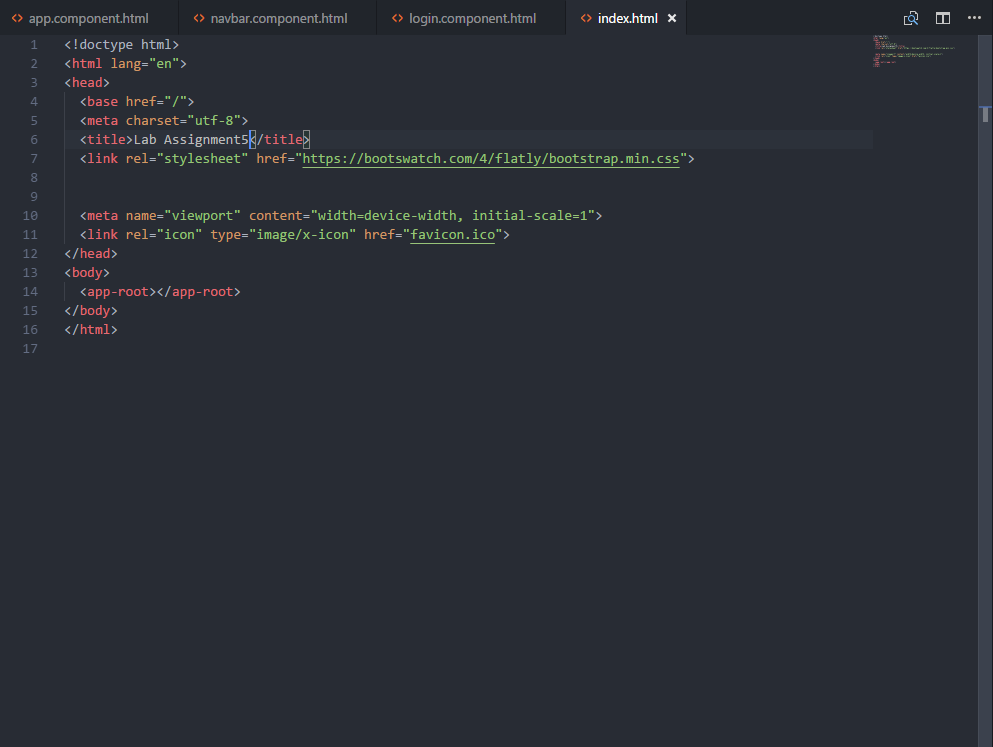 app.component.html navbar.component.html login.component.html index.html
1 <!doctype html>
2 <html lang="en">
3 <head>
4 <base href="/">
5 <meta charset="utf-8">
6 <title>Lab Assignment5</title>
7 <link rel="stylesheet" href="https://bootswatch.com/4/flatly/bootstrap.min.css">
8
9
10 <meta name="viewport" content="width=device-width, initial-scale=1">
11 <link rel="icon" type="image/x-icon" href="favicon.ico">
12 </head>
13 <body>
14 <app-root></app-root>
15 </body>
16 </html>
17